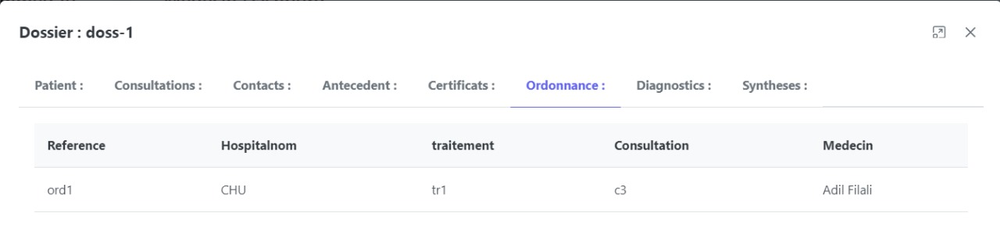 Dossier : doss-1
Patient : Consultations : Contacts : Antecedent : Certificats : Ordonnance : Diagnostics : Syntheses :
Reference Hospitalnom traitement Consultation Medecin
ord1 CHU tr1 c3 Adil Filali